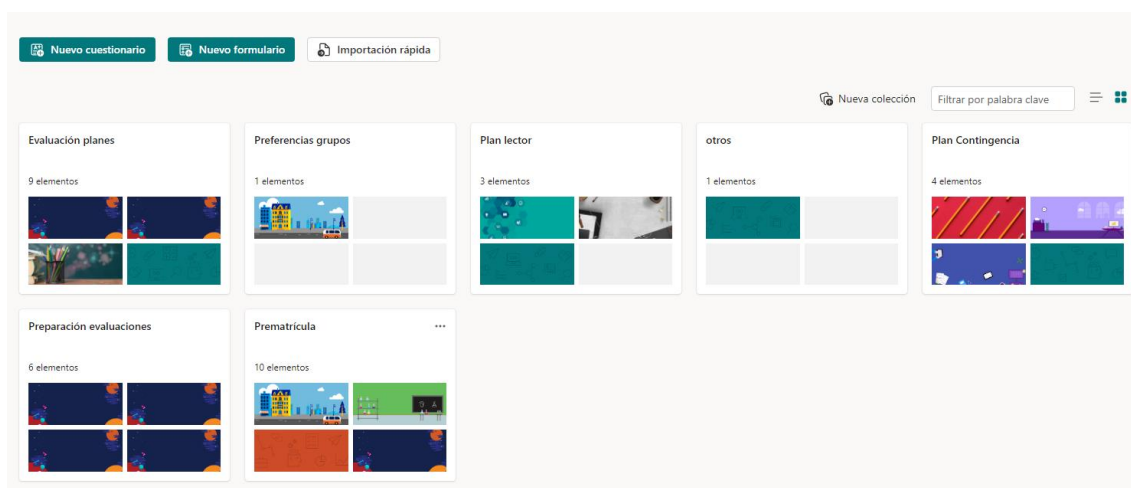 Nuevo cuestionario
Nuevo formulario
Importación rápida
Nueva colección
Filtrar por palabra clave
Evaluación planes
9 elementos
Preferencias grupos
1 elementos
Plan lector
3 elementos
otros
1 elementos
Plan Contingencia
4 elementos
Preparación evaluaciones
6 elementos
Prematrícula
10 elementos